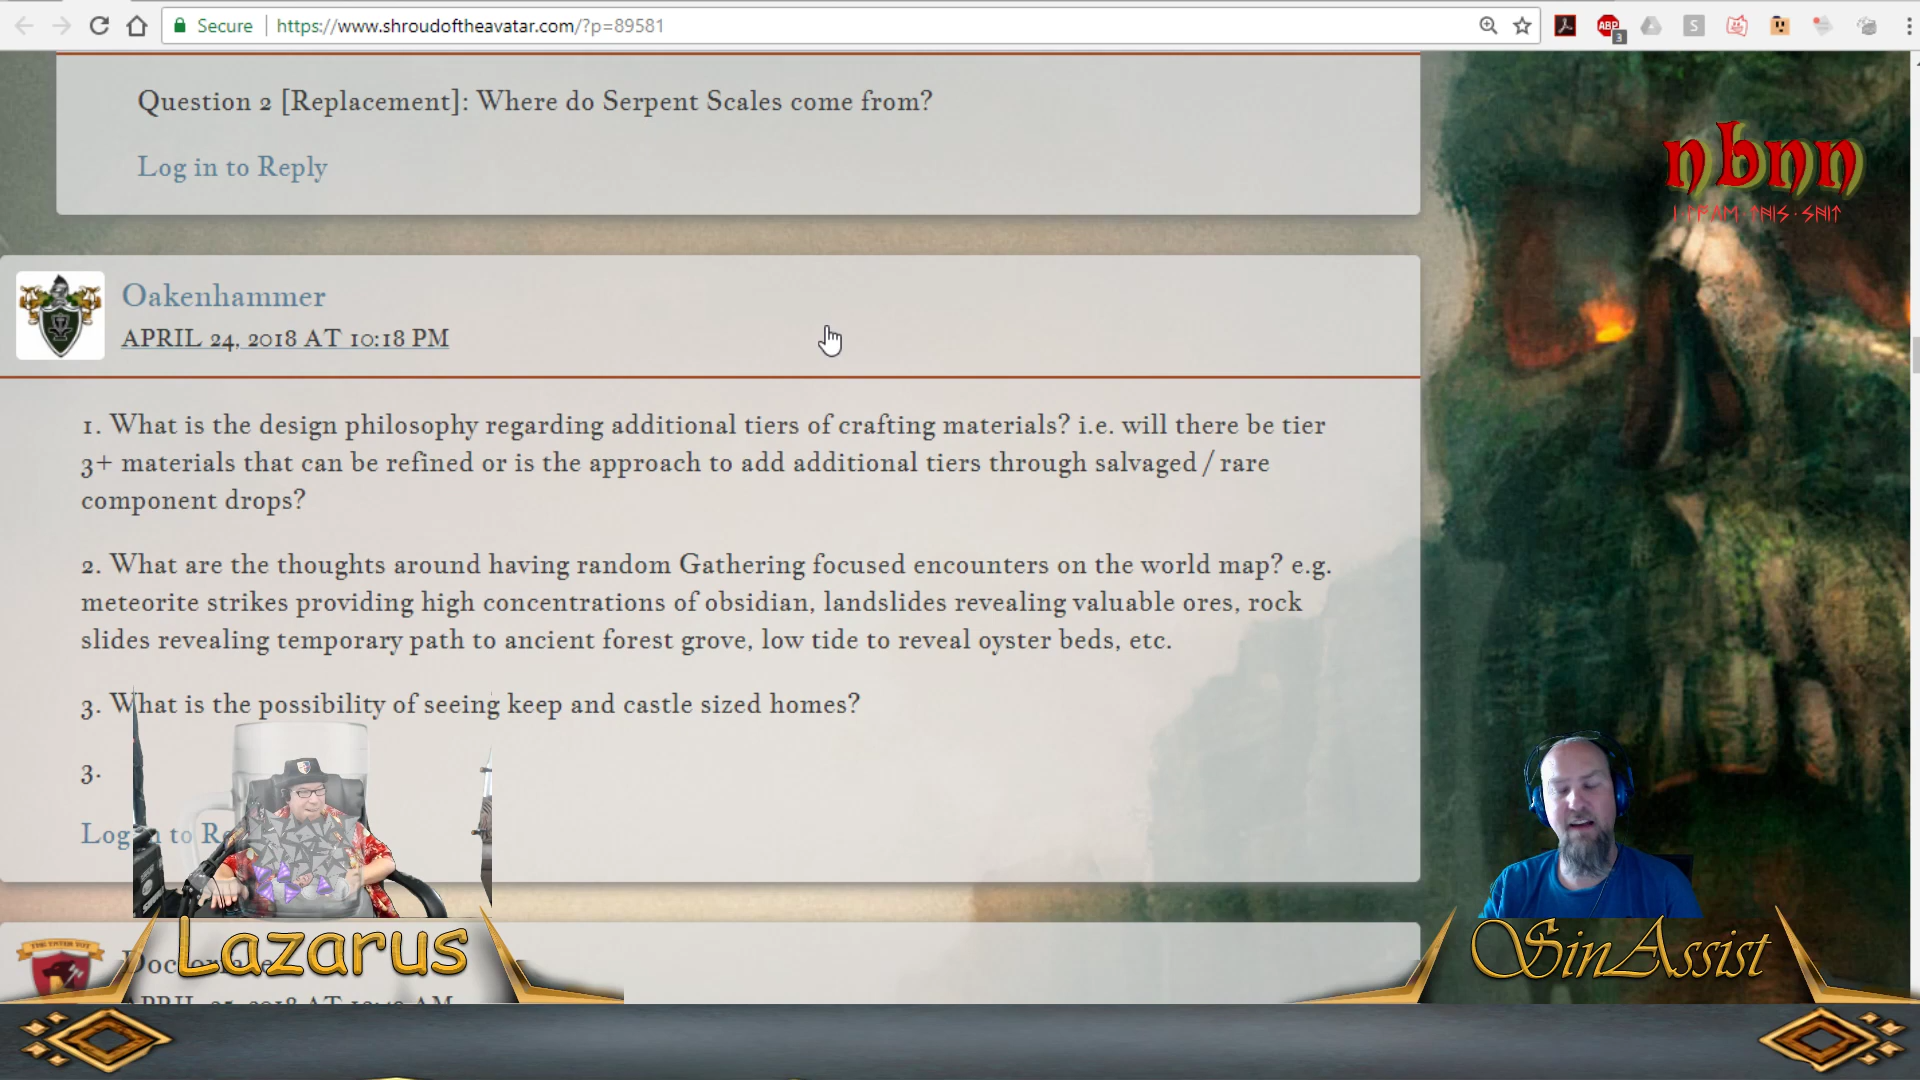 Secure | https://www.shroudoftheavatar.com/?p=89581
ABP
3
S
Question 2 [Replacement]: Where do Serpent Scales come from?
Log in to Reply
nbnn
Oakenhammer
APRIL 24, 2018 AT 10:18 PM
1. What is the design philosophy regarding additional tiers of crafting materials? i.e. will there be tier
3+ materials that can be refined or is the approach to add additional tiers through salvaged / rare
component drops?
2. What are the thoughts around having random Gathering focused encounters on the world map? e.g.
meteorite strikes providing high concentrations of obsidian, landslides revealing valuable ores, rock
slides revealing temporary path to ancient forest grove, low tide to reveal oyster beds, etc.
3. What is the possibility of seeing keep and castle sized homes?
3.
Log in to Re
Lazarus
SinAssist